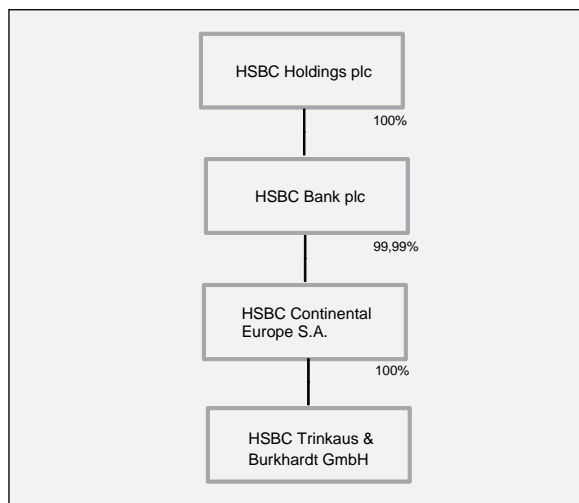 HSBC Holdings plc
100%
HSBC Bank plc
99,99%
HSBC Continental
Europe S.A.
100%
HSBC Trinkaus &
Burkhardt GmbH